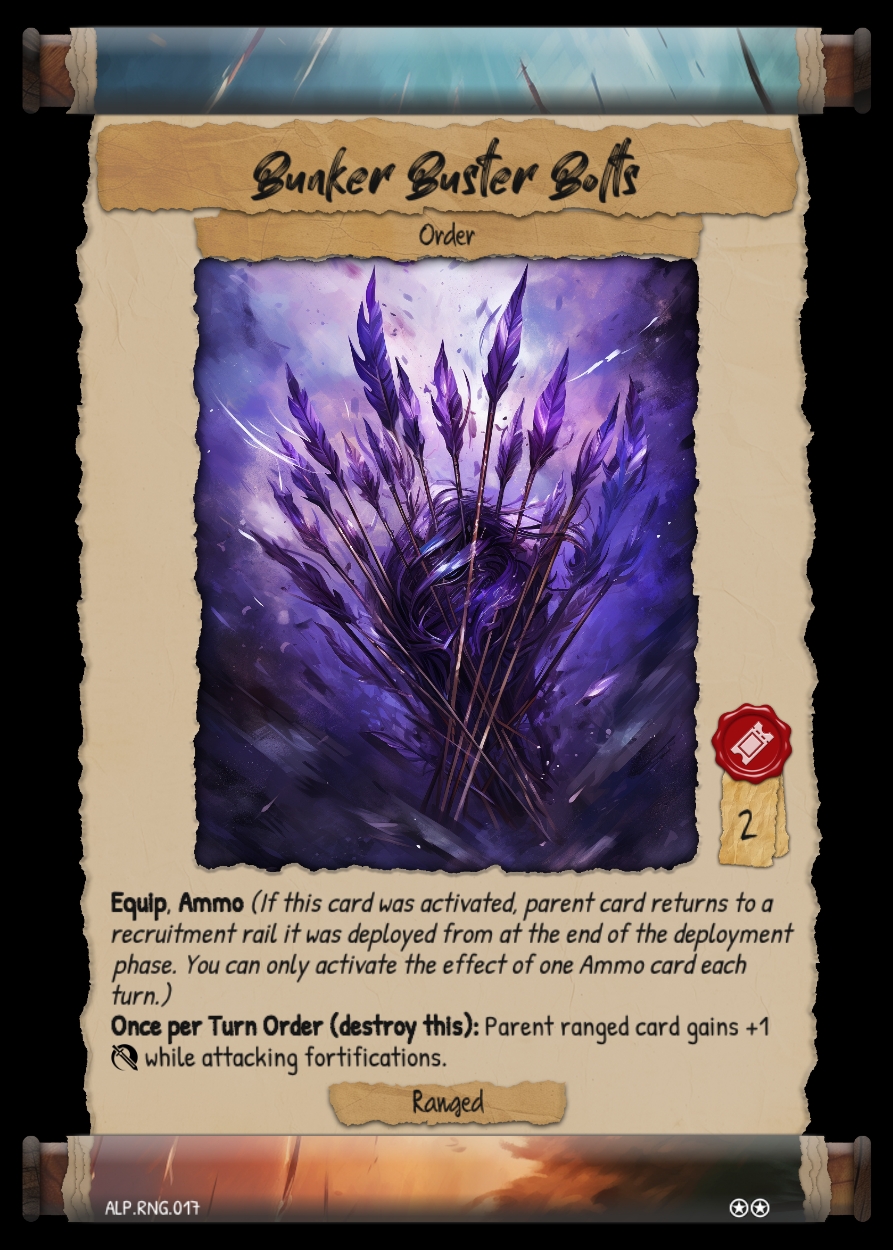 Bunker Buster Bolts
Order
2
Equip, Ammo (If this card was activated, parent card returns to a
recruitment rail it was deployed from at the end of the deployment
phase. You can only activate the effect of one Ammo card each
turn.)
Once per Turn Order (destroy this): Parent ranged card gains +1
while attacking fortifications.
Ranged
ALP.RNG.017